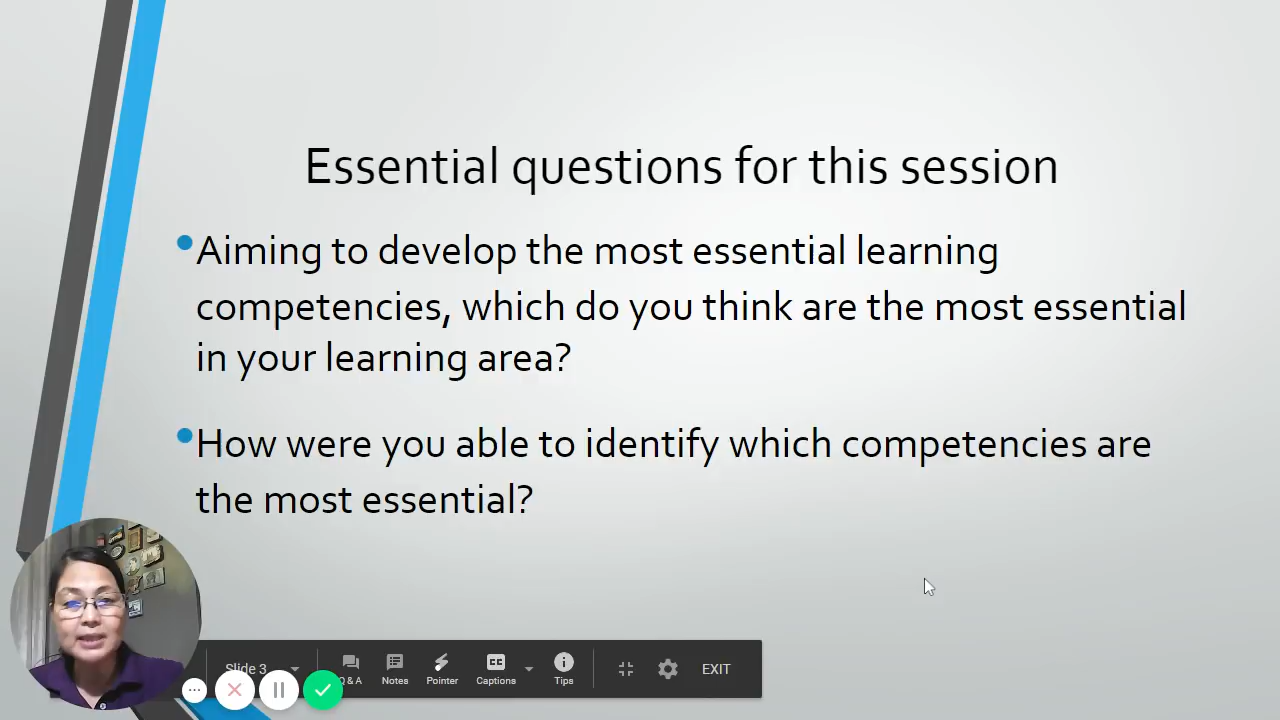 Essential questions for this session
Aiming to develop the most essential learning
competencies, which do you think are the most essential
in your learning area?
How were you able to identify which competencies are
the most essential?
Slide 3
Q & A
Notes
Pointer
Captions
Tips
EXIT